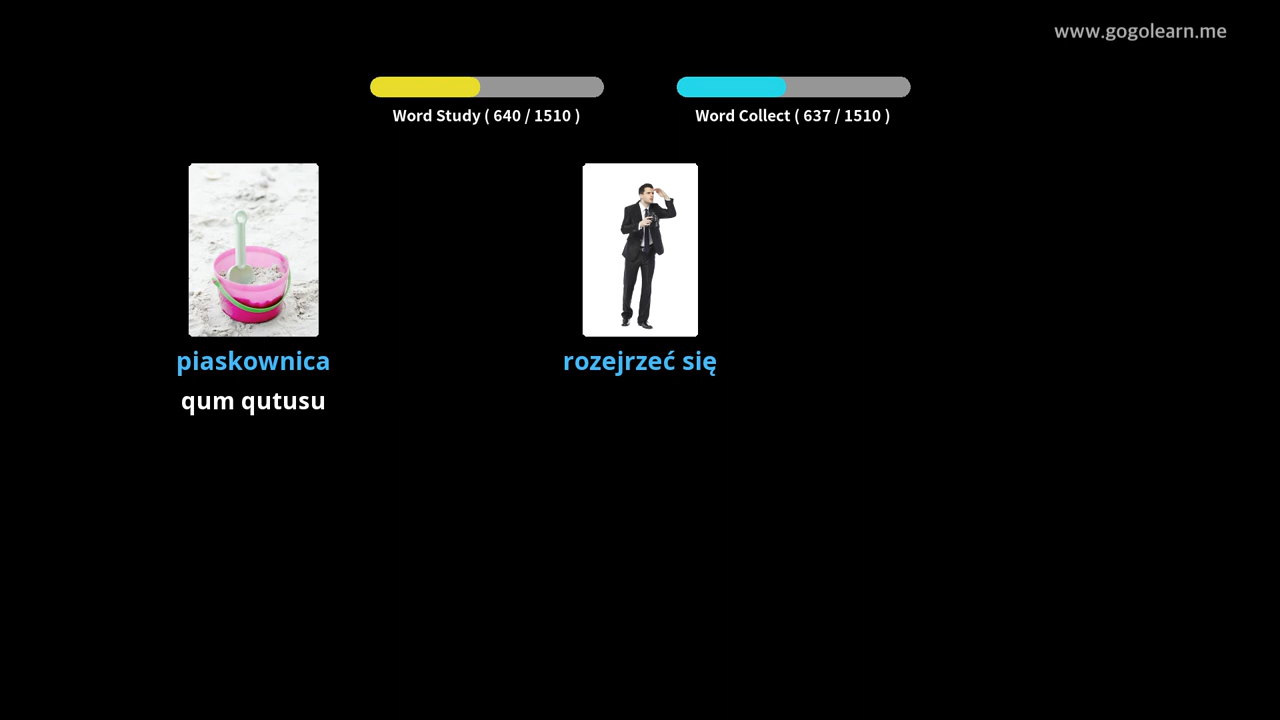 www.gogolearn.me
Word Study ( 640 / 1510 )
Word Collect ( 637 / 1510 )
piaskownica
rozejrzeć się
qum qutusu